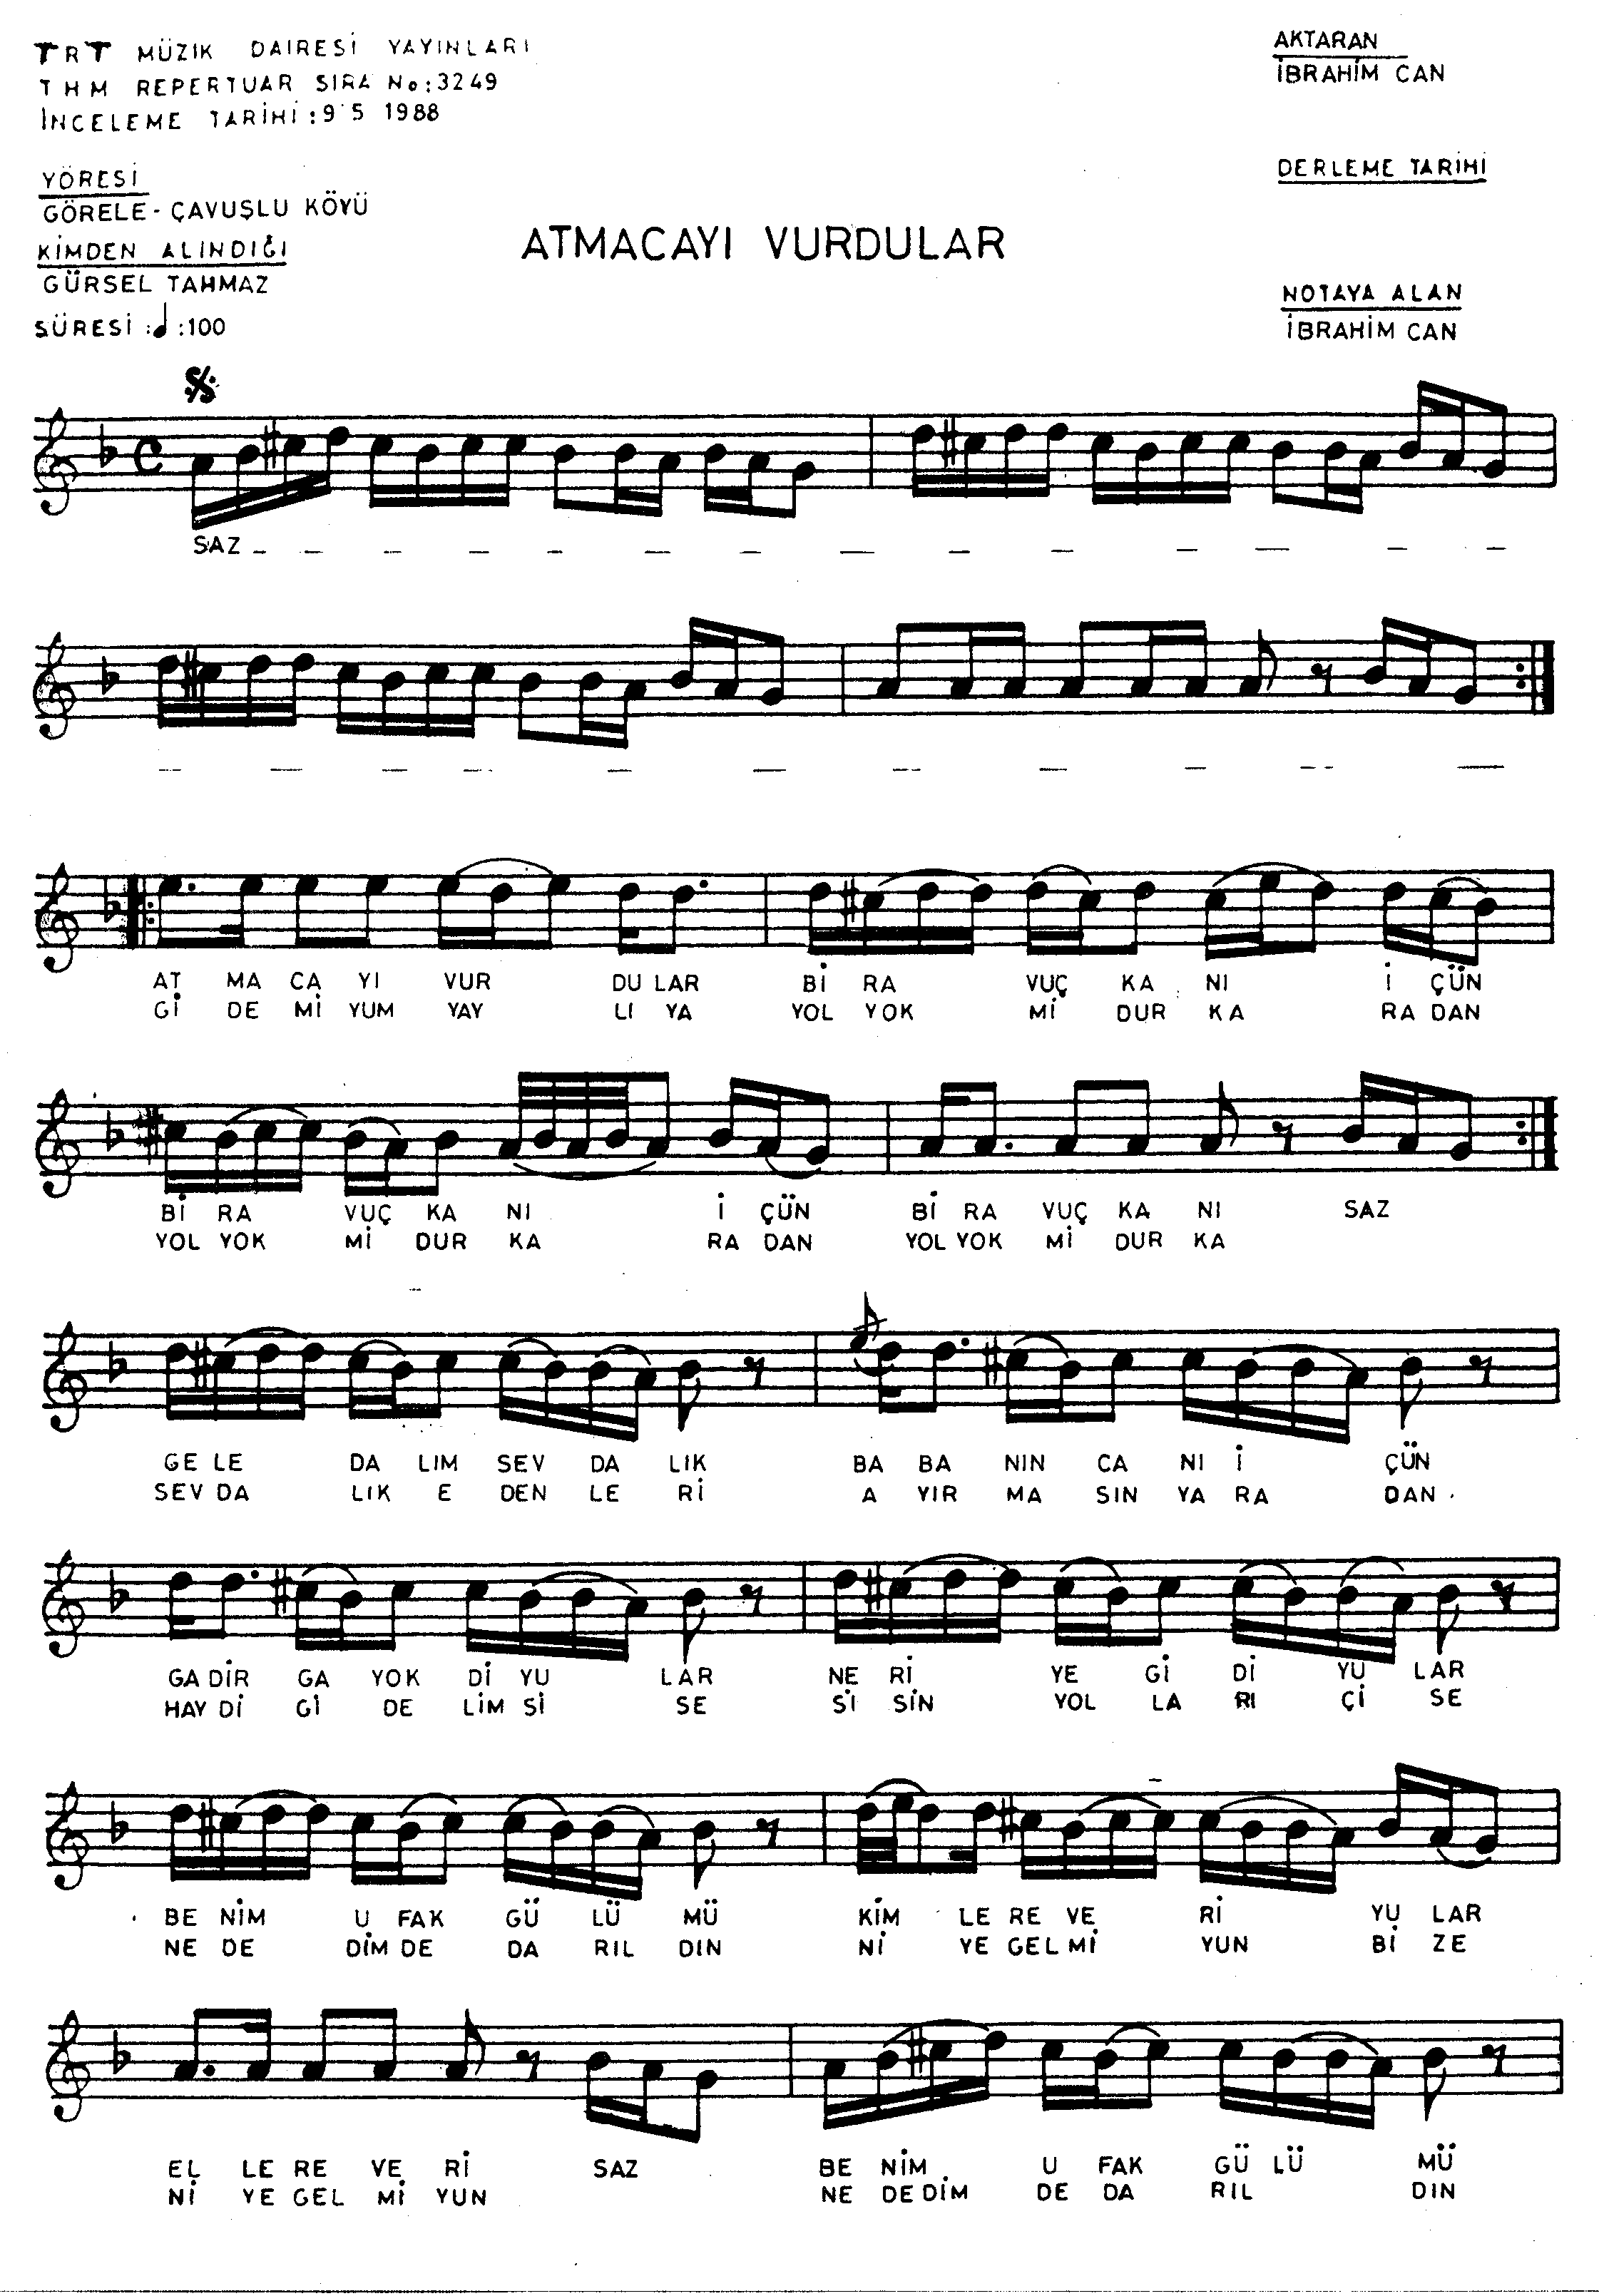 TRT MÜZİK DAİRESİ YAYINLARI
THM REPERTUAR SIRA No:3249
İNCELEME TARİHİ: 9 5 1988
YÖRESİ
GÖRELE - ÇAVUŞLU KÖYÜ
KİMDEN ALINDIĞI
GÜRSEL TAHMAZ
SÜRESİ : :100
ATMACAYI VURDULAR
AKTARAN
İBRAHİM CAN
DERLEME TARİHİ
NOTAYA ALAN
İBRAHİM CAN
SAZ
AT MA CA YI VUR DU LAR Bİ RA VUÇ KA NI İ ÇÜN
Gİ DE Mİ YUM YAY LI YA YOL YOK Mİ DUR KA RA DAN
Bİ RA VUÇ KA NI İ ÇÜN Bİ RA VUÇ KA NI SAZ
YOL YOK Mİ DUR KA RA DAN YOL YOK Mİ DUR KA
GE LE DA LIM SEV DA LIK BA BA NIN CA NI İ ÇÜN
SEV DA LIK E DEN LE Rİ A YIR MA SIN YA RA DAN
GA DİR GA YOK Dİ YU LAR NE Rİ YE Gİ Dİ YU LAR
HAY Dİ Gİ DE LİM Sİ SE Sİ SİN YOL LA RI Çİ SE
BE NİM U FAK GÜ LÜ MÜ KİM LE RE VE Rİ YU LAR
NE DE DİM DE DA RIL DIN Nİ YE GEL Mİ YUN Bİ ZE
EL LE RE VE Rİ SAZ BE NİM U FAK GÜ LÜ MÜ
Nİ YE GEL Mİ YUN NE DE DİM DE DA RIL DIN